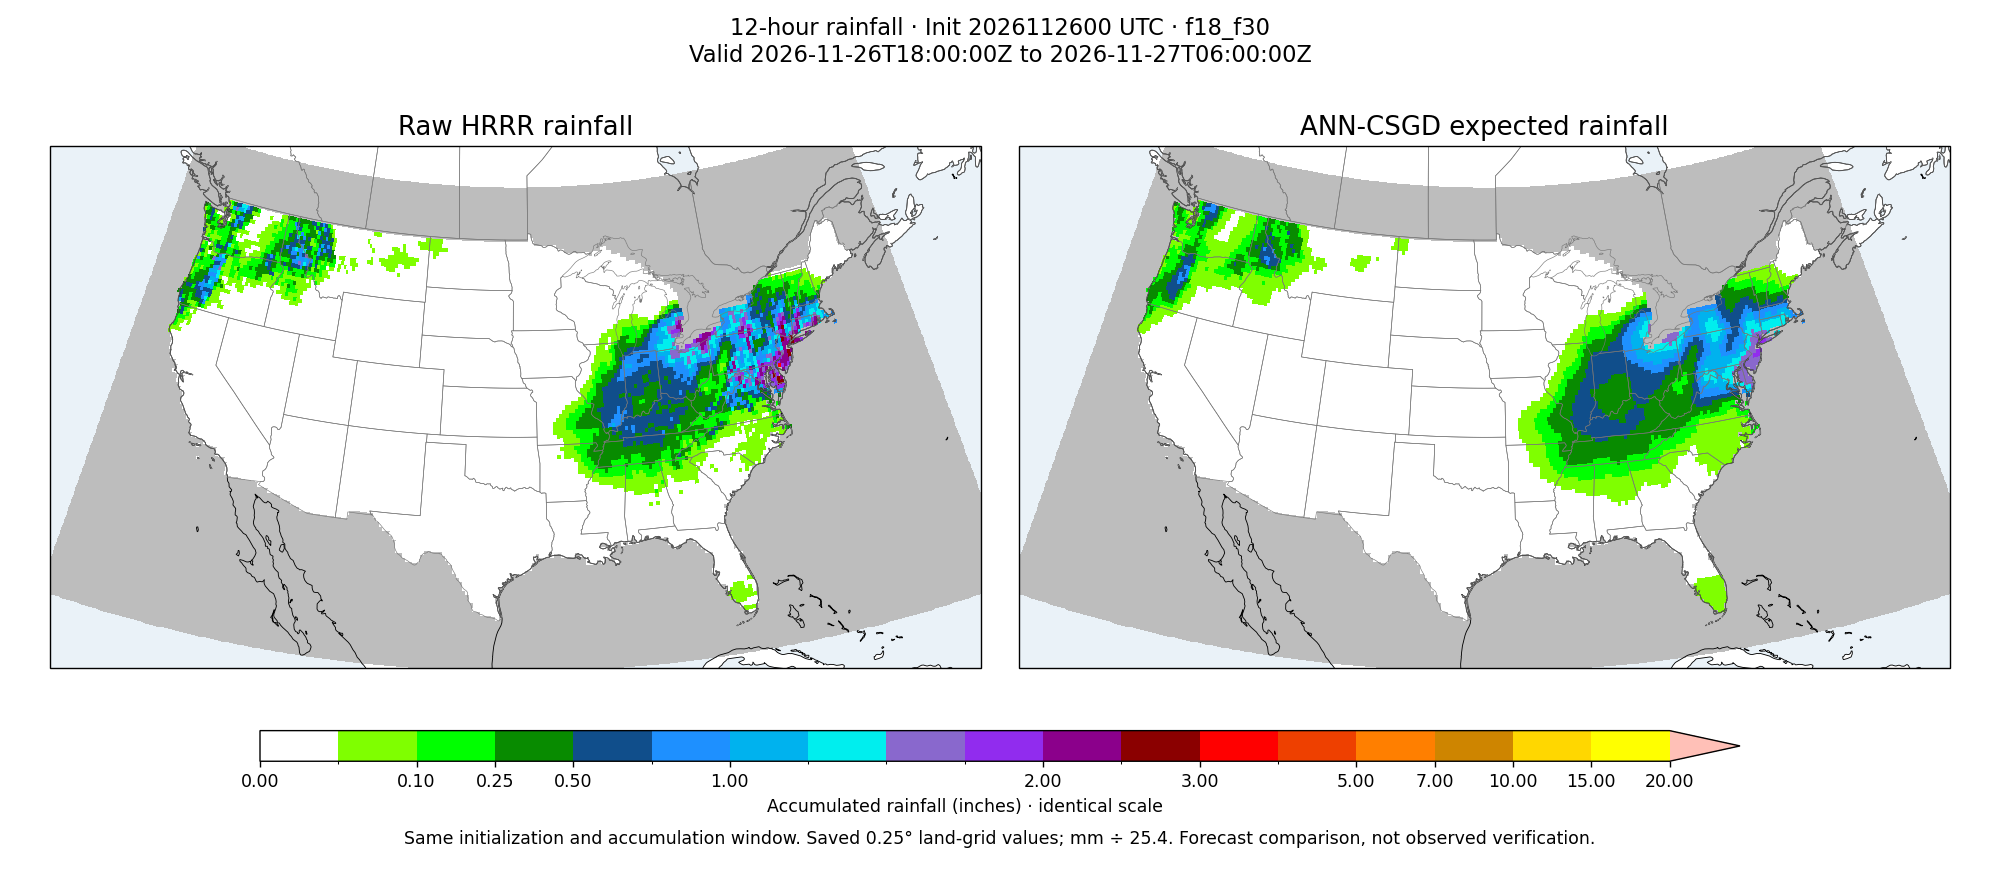 12-hour rainfall · Init 2026112600 UTC · f18_f30
Valid 2026-11-26T18:00:00Z to 2026-11-27T06:00:00Z
Raw HRRR rainfall
ANN-CSGD expected rainfall
0.00 0.10 0.25 0.50 1.00 2.00 3.00 5.00 7.00 10.00 15.00 20.00
Accumulated rainfall (inches) · identical scale
Same initialization and accumulation window. Saved 0.25° land-grid values; mm ÷ 25.4. Forecast comparison, not observed verification.